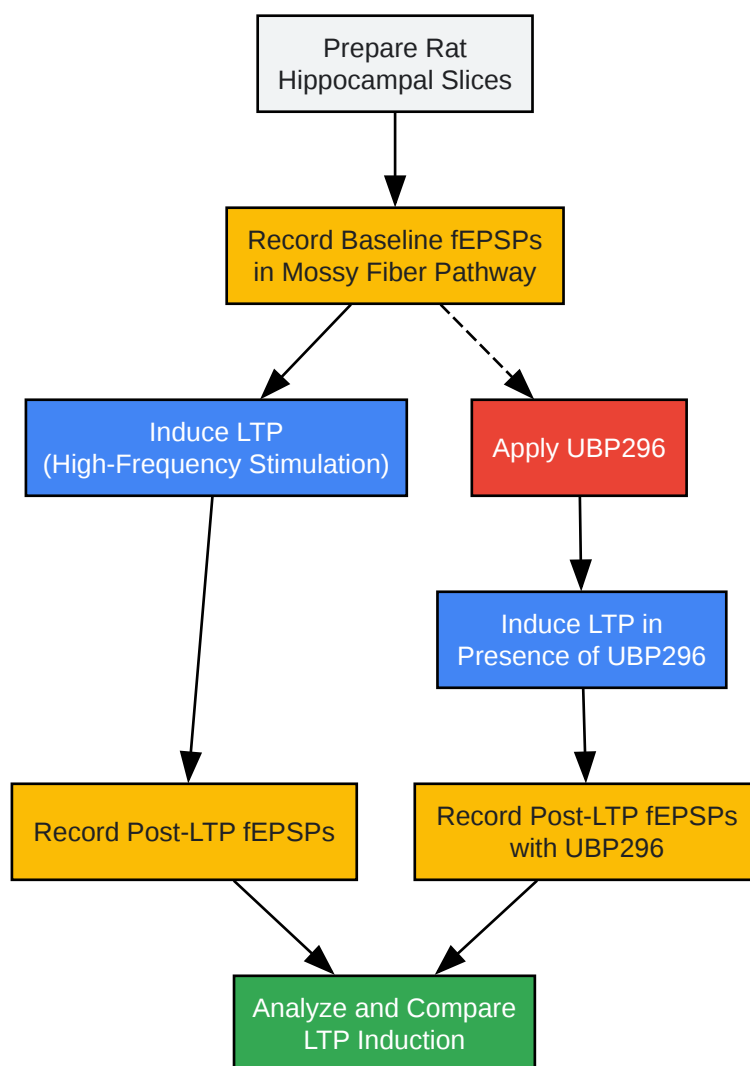 Prepare Rat
Hippocampal Slices
Record Baseline fEPSPs
in Mossy Fiber Pathway
Induce LTP
(High-Frequency Stimulation)
Apply UBP296
Induce LTP in
Presence of UBP296
Record Post-LTP fEPSPs
Record Post-LTP fEPSPs
with UBP296
Analyze and Compare
LTP Induction